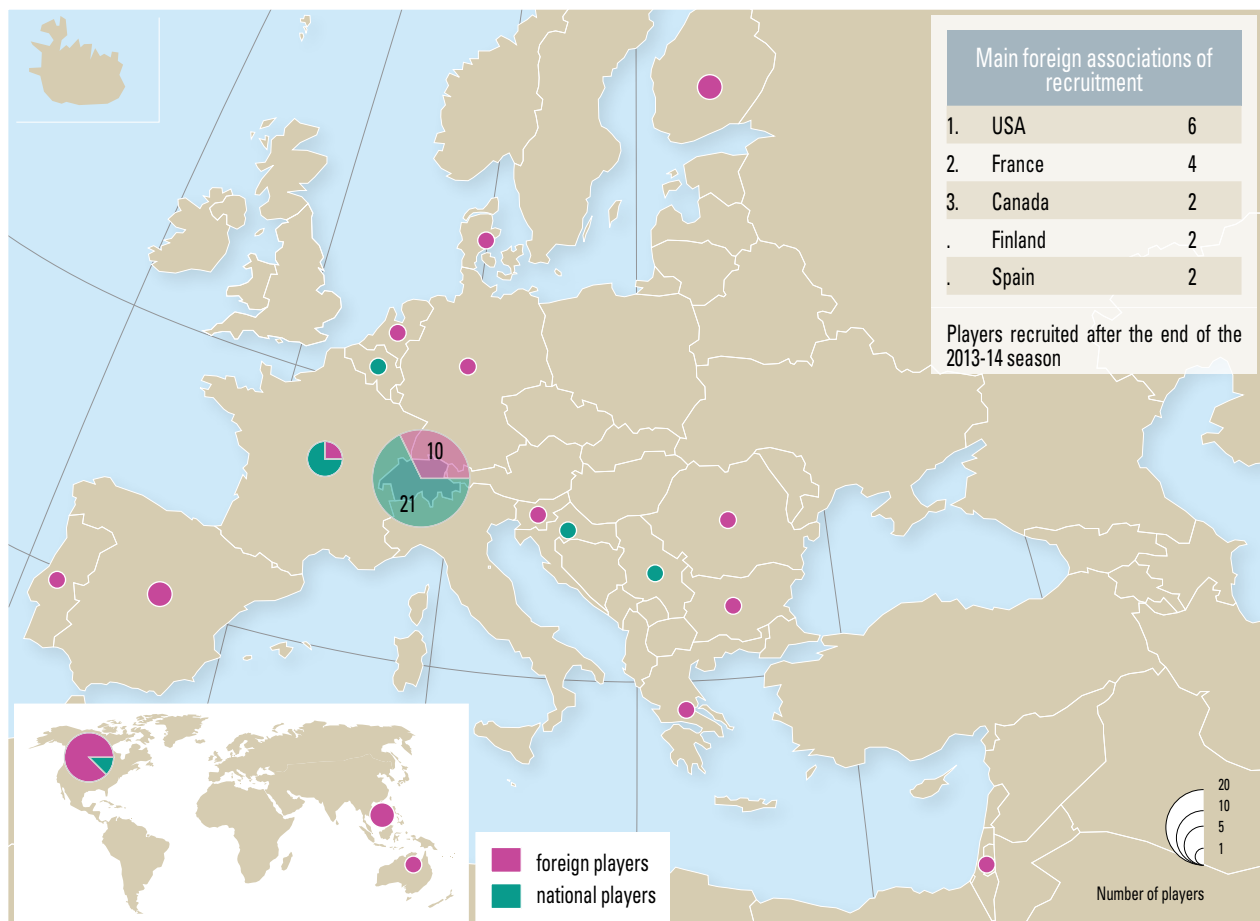 Main foreign associations of
recruitment
1. USA 6
2. France 4
3. Canada 2
. Finland 2
. Spain 2
Players recruited after the end of the
2013-14 season
10
21
foreign players
national players
20
10
5
1
Number of players